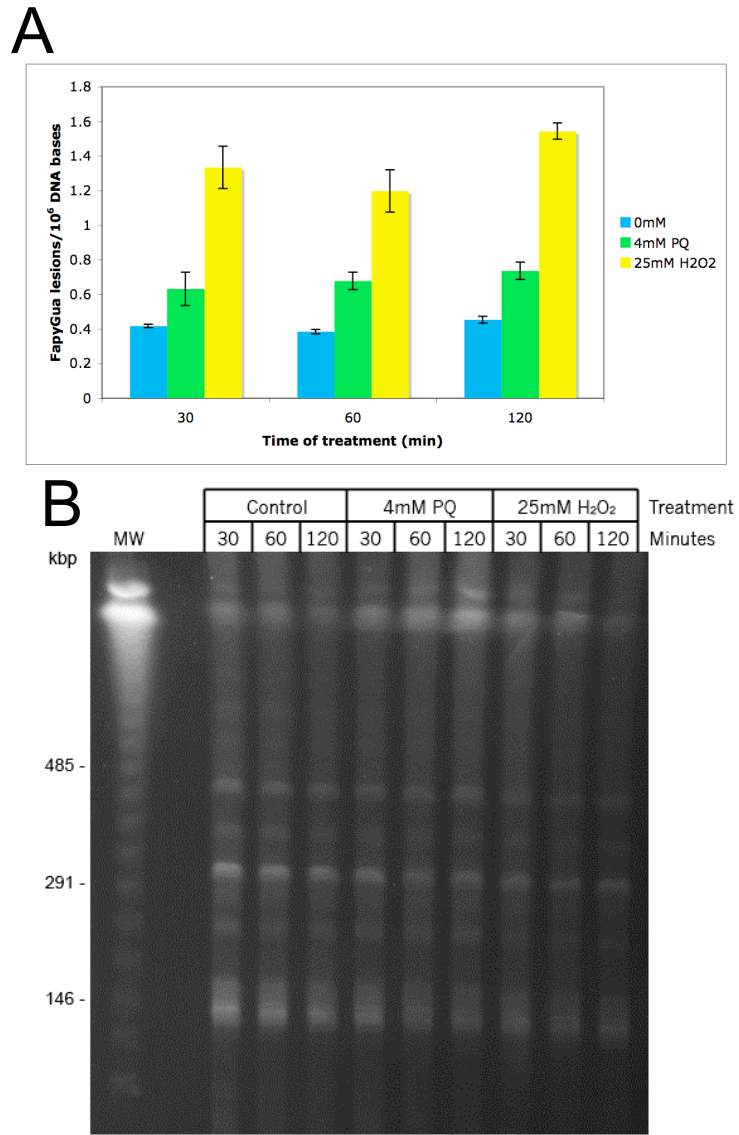 A
FapyGua lesions/10⁶ DNA bases
1.8
1.6
1.4
1.2
1
0.8
0.6
0.4
0.2
0
0mM
4mM PQ
25mM H2O2
30 60 120
Time of treatment (min)
B
Control 4mM PQ 25mM H₂O₂ Treatment
MW 30 60 120 30 60 120 30 60 120 Minutes
kbp
485 -
291 -
146 -